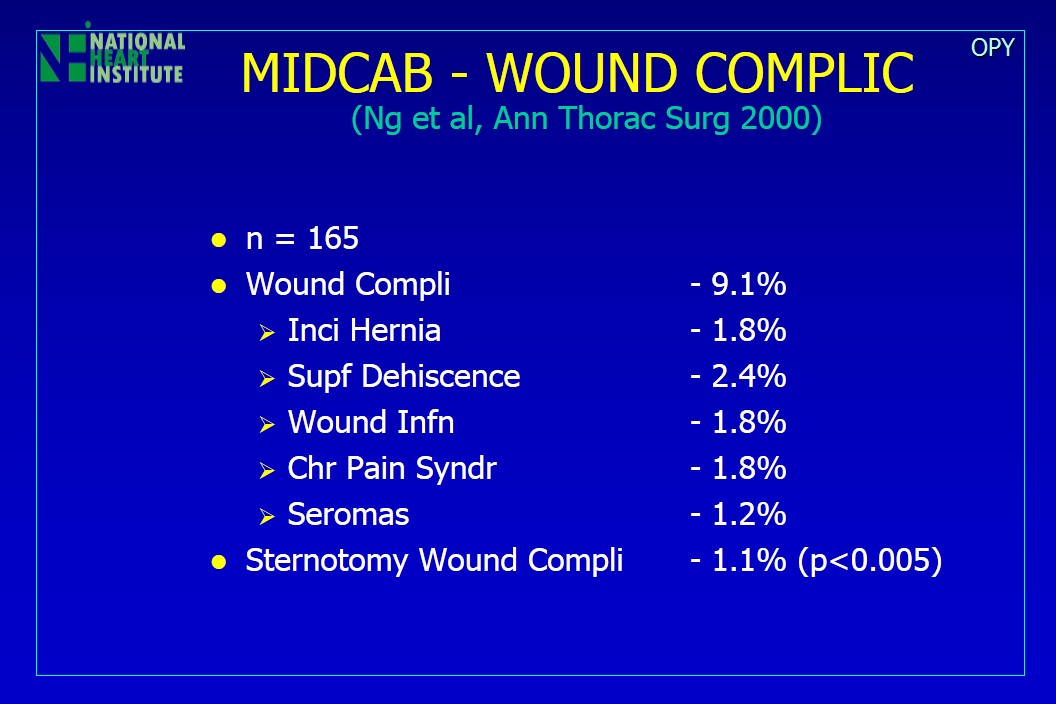 NATIONAL
HEART
INSTITUTE
OPY
MIDCAB - WOUND COMPLIC
(Ng et al, Ann Thorac Surg 2000)
n = 165
Wound Compli - 9.1%
Inci Hernia - 1.8%
Supf Dehiscence - 2.4%
Wound Infn - 1.8%
Chr Pain Syndr - 1.8%
Seromas - 1.2%
Sternotomy Wound Compli - 1.1% (p<0.005)